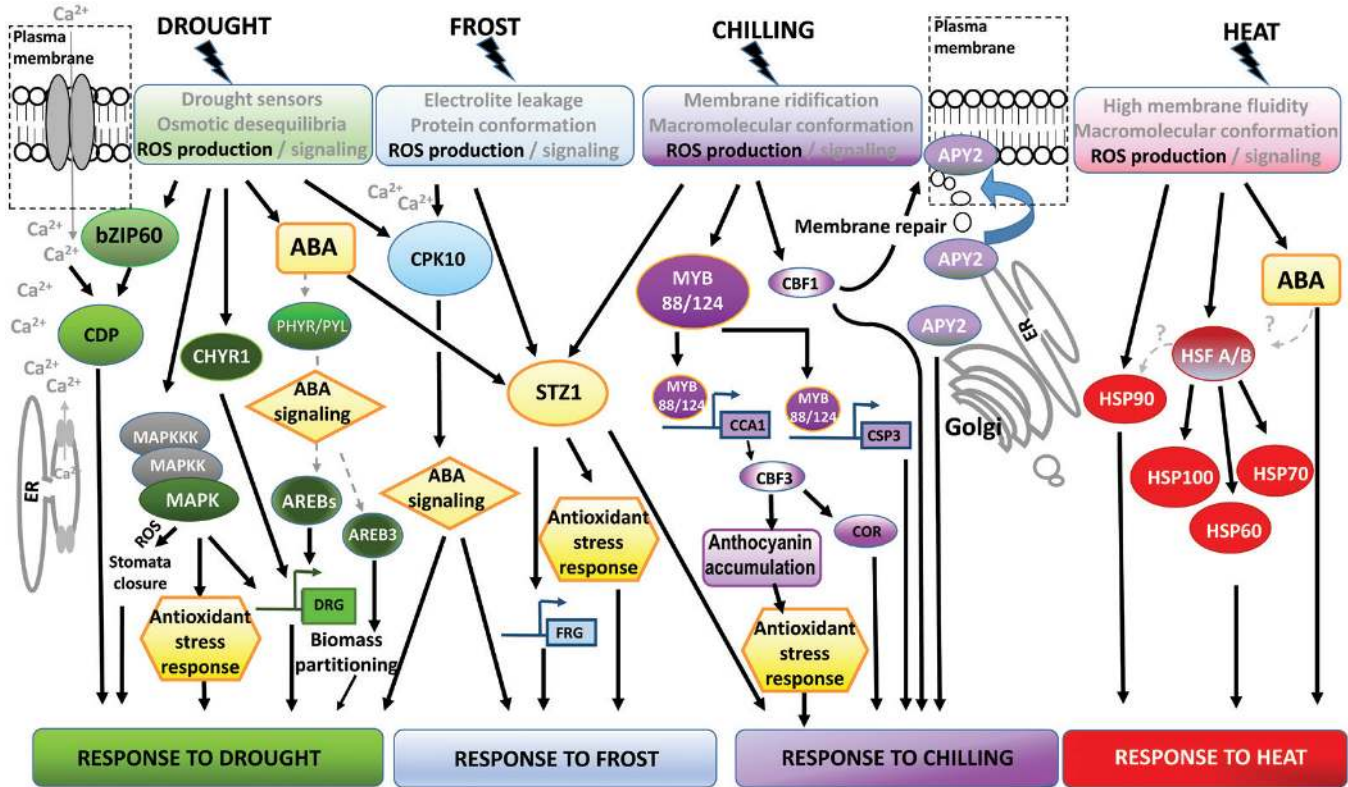 Ca²⁺
Plasma
membrane
DROUGHT
Drought sensors
Osmotic desequilibria
ROS production / signaling
FROST
Electrolite leakage
Protein conformation
ROS production / signaling
CHILLING
Membrane ridification
Macromolecular conformation
ROS production / signaling
Plasma
membrane
APY2
HEAT
High membrane fluidity
Macromolecular conformation
ROS production / signaling
Ca²⁺
Ca²⁺
Ca²⁺
Ca²⁺
Ca²⁺
Ca²⁺
Ca²⁺
ER
bZIP60
CDP
CHYR1
ABA
PHYR/PYL
ABA
signaling
MAPKKK
MAPKK
MAPK
ROS
Stomata
closure
Antioxidant
stress
response
AREBs
AREB3
DRG
Biomass
partitioning
Ca²⁺
Ca²⁺
CPK10
ABA
signaling
STZ1
Antioxidant
stress
response
FRG
MYB
88/124
CBF1
MYB
88/124
CCA1
MYB
88/124
CSP3
CBF3
COR
Anthocyanin
accumulation
Antioxidant
stress
response
Membrane repair
APY2
APY2
ER
Golgi
ABA
?
?
HSF A/B
HSP90
HSP100
HSP70
HSP60
RESPONSE TO DROUGHT
RESPONSE TO FROST
RESPONSE TO CHILLING
RESPONSE TO HEAT